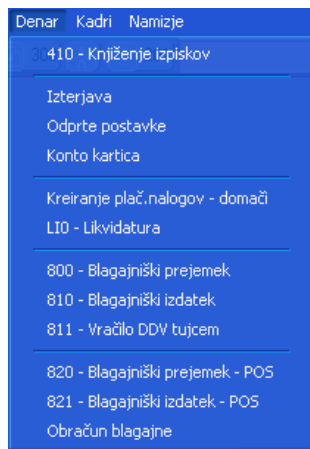 Denar Kadri Namizje
410 - Knjiženje izpiskov
Izterjava
Odprte postavke
Konto kartica
Kreiranje plač.nalogov - domači
LI0 - Likvidatura
800 - Blagajniški prejemek
810 - Blagajniški izdatek
811 - Vračilo DDV tujcem
820 - Blagajniški prejemek - POS
821 - Blagajniški izdatek - POS
Obračun blagajne